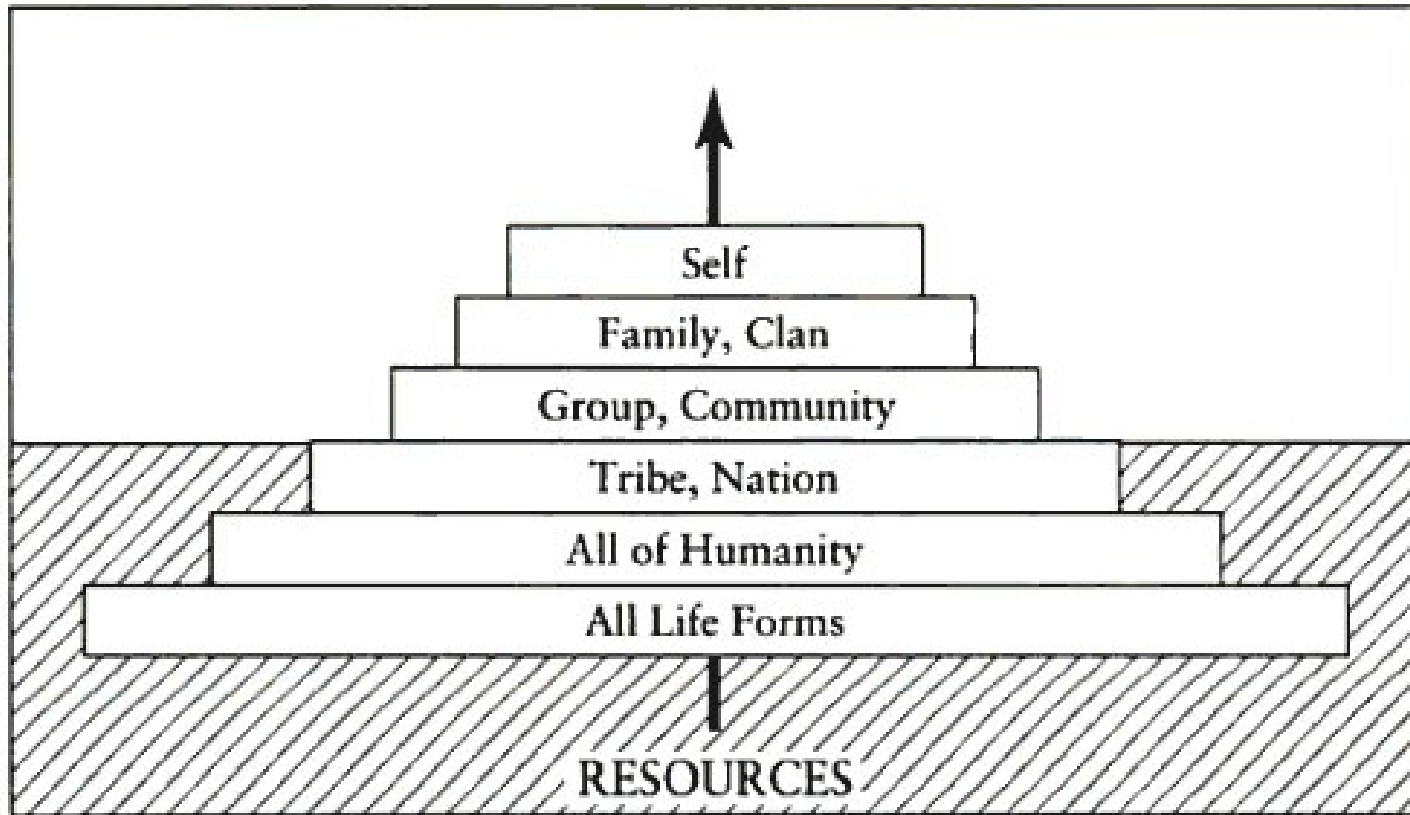 Self
Family, Clan
Group, Community
Tribe, Nation
All of Humanity
All Life Forms
RESOURCES